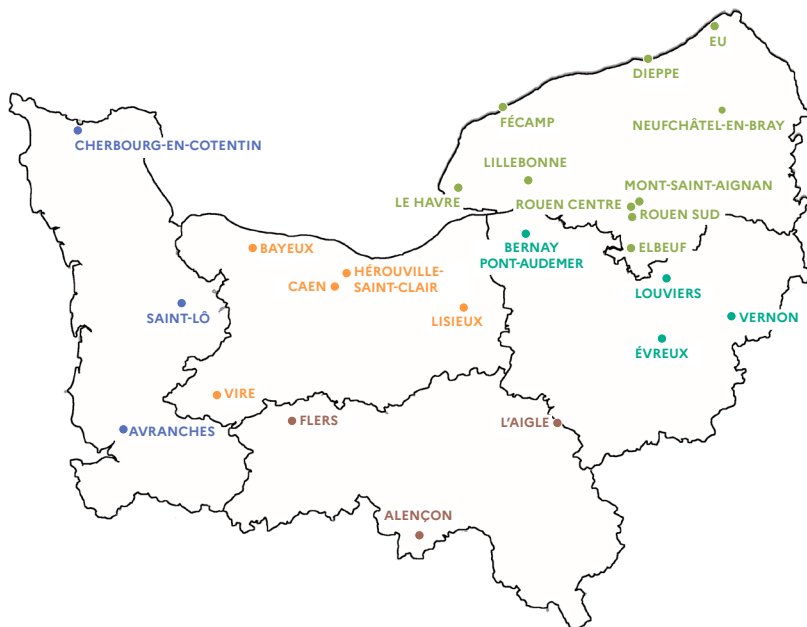 EU
DIEPPE
FÉCAMP
NEUFCHÂTEL-EN-BRAY
CHERBOURG-EN-COTENTIN
LILLEBONNE
MONT-SAINT-AIGNAN
LE HAVRE
ROUEN CENTRE
ROUEN SUD
BAYEUX
BERNAY
PONT-AUDEMER
ELBEUF
HÉROUVILLE-
SAINT-CLAIR
CAEN
LOUVIERS
SAINT-LÔ
LISIEUX
VERNON
ÉVREUX
VIRE
FLERS
L'AIGLE
AVRANCHES
ALENÇON